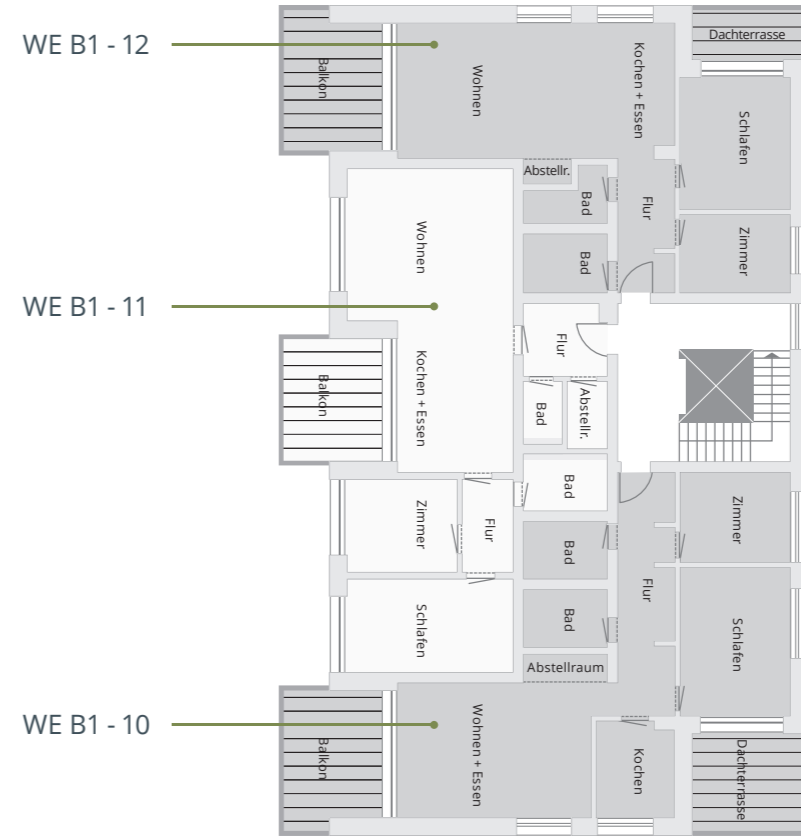 WE B1 - 12
Balkon
Wohnen
Kochen + Essen
Dachterrasse
Schlafen
Abstellr.
Bad
Flur
Zimmer
Bad
WE B1 - 11
Wohnen
Flur
Balkon
Kochen + Essen
Bad
Abstellr.
Bad
Zimmer
Flur
Bad
Zimmer
Flur
Schlafen
Bad
Schlafen
Abstellraum
WE B1 - 10
Balkon
Wohnen + Essen
Kochen
Dachterrasse